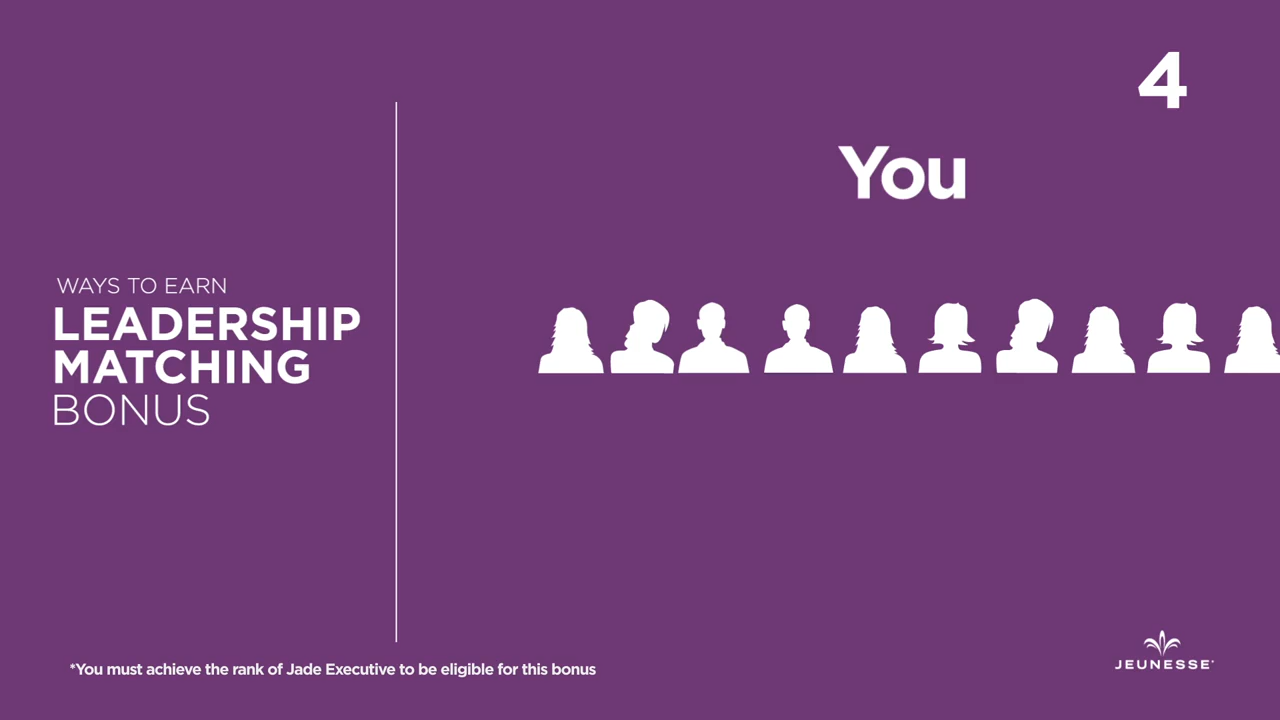 4
You
WAYS TO EARN
LEADERSHIP
MATCHING
BONUS
*You must achieve the rank of Jade Executive to be eligible for this bonus
JEUNESSE